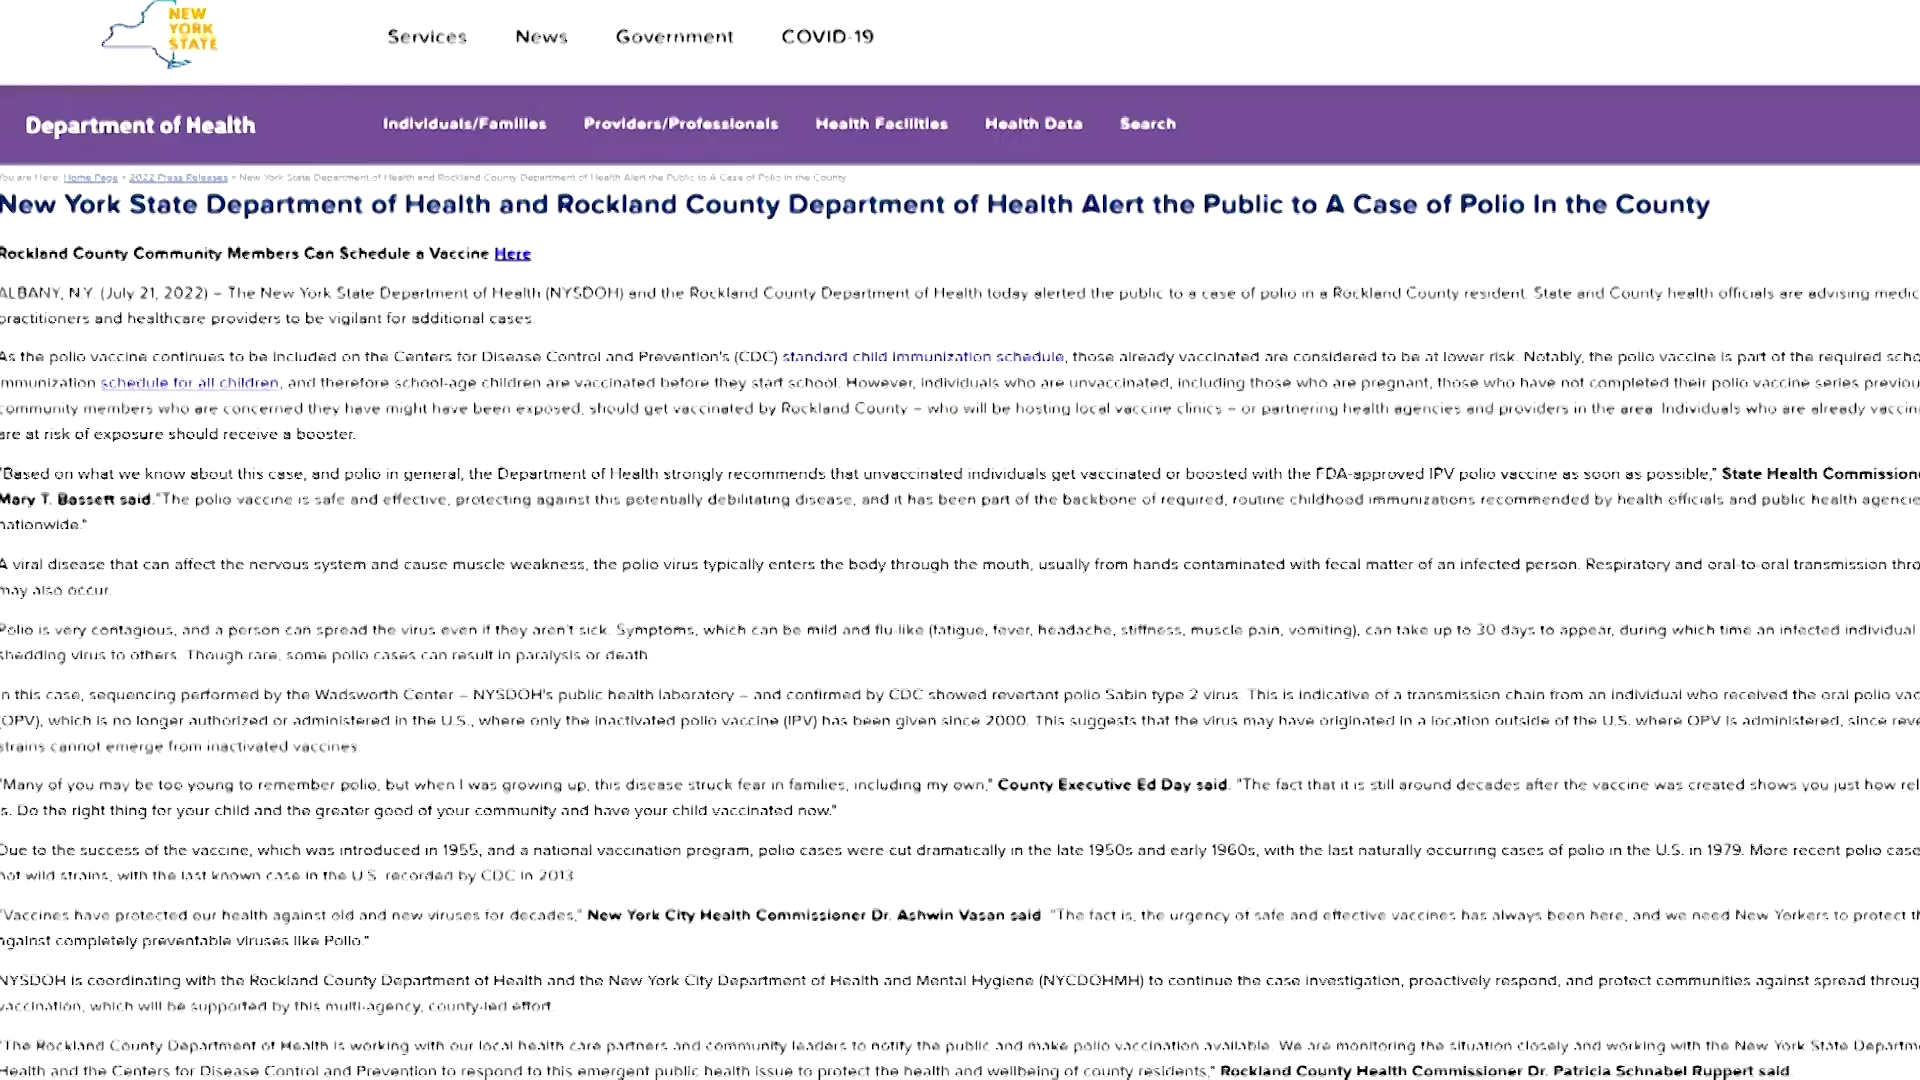 NEW
YORK
STATE
Services News Government COVID-19
Department of Health Individuals/Families Providers/Professionals Health Facilities Health Data Search
You are Here: Home Page > 2022 Press Releases > New York State Department of Health and Rockland County Department of Health Alert the Public to A Case of Polio In the County
New York State Department of Health and Rockland County Department of Health Alert the Public to A Case of Polio In the County
Rockland County Community Members Can Schedule a Vaccine Here
ALBANY, N.Y. (July 21, 2022) – The New York State Department of Health (NYSDOH) and the Rockland County Department of Health today alerted the public to a case of polio in a Rockland County resident. State and County health officials are advising medic
practitioners and healthcare providers to be vigilant for additional cases.
As the polio vaccine continues to be included on the Centers for Disease Control and Prevention's (CDC) standard child immunization schedule, those already vaccinated are considered to be at lower risk. Notably, the polio vaccine is part of the required scho
mmunization schedule for all children, and therefore school-age children are vaccinated before they start school. However, individuals who are unvaccinated, including those who are pregnant, those who have not completed their polio vaccine series previou
community members who are concerned they have might have been exposed, should get vaccinated by Rockland County – who will be hosting local vaccine clinics – or partnering health agencies and providers in the area. Individuals who are already vaccin
are at risk of exposure should receive a booster.
"Based on what we know about this case, and polio in general, the Department of Health strongly recommends that unvaccinated individuals get vaccinated or boosted with the FDA-approved IPV polio vaccine as soon as possible," State Health Commission
Mary T. Bassett said. "The polio vaccine is safe and effective, protecting against this potentially debilitating disease, and it has been part of the backbone of required, routine childhood immunizations recommended by health officials and public health agencie
nationwide."
A viral disease that can affect the nervous system and cause muscle weakness, the polio virus typically enters the body through the mouth, usually from hands contaminated with fecal matter of an infected person. Respiratory and oral-to-oral transmission thro
may also occur.
Polio is very contagious, and a person can spread the virus even if they aren't sick. Symptoms, which can be mild and flu-like (fatigue, fever, headache, stiffness, muscle pain, vomiting), can take up to 30 days to appear, during which time an infected individual
shedding virus to others. Though rare, some polio cases can result in paralysis or death.
n this case, sequencing performed by the Wadsworth Center – NYSDOH's public health laboratory – and confirmed by CDC showed revertant polio Sabin type 2 virus. This is indicative of a transmission chain from an individual who received the oral polio vac
(OPV), which is no longer authorized or administered in the U.S., where only the inactivated polio vaccine (IPV) has been given since 2000. This suggests that the virus may have originated in a location outside of the U.S. where OPV is administered, since reve
strains cannot emerge from inactivated vaccines.
"Many of you may be too young to remember polio, but when I was growing up, this disease struck fear in families, including my own," County Executive Ed Day said. "The fact that it is still around decades after the vaccine was created shows you just how rel
s. Do the right thing for your child and the greater good of your community and have your child vaccinated now."
Due to the success of the vaccine, which was introduced in 1955, and a national vaccination program, polio cases were cut dramatically in the late 1950s and early 1960s, with the last naturally occurring cases of polio in the U.S. in 1979. More recent polio case
not wild strains, with the last known case in the U.S. recorded by CDC in 2013.
"Vaccines have protected our health against old and new viruses for decades," New York City Health Commissioner Dr. Ashwin Vasan said. "The fact is, the urgency of safe and effective vaccines has always been here, and we need New Yorkers to protect th
against completely preventable viruses like Polio."
NYSDOH is coordinating with the Rockland County Department of Health and the New York City Department of Health and Mental Hygiene (NYCDOHMH) to continue the case investigation, proactively respond, and protect communities against spread throug
vaccination, which will be supported by this multi-agency, county-led effort.
"The Rockland County Department of Health is working with our local health care partners and community leaders to notify the public and make polio vaccination available. We are monitoring the situation closely and working with the New York State Departm
Health and the Centers for Disease Control and Prevention to respond to this emergent public health issue to protect the health and wellbeing of county residents," Rockland County Health Commissioner Dr. Patricia Schnabel Ruppert said.